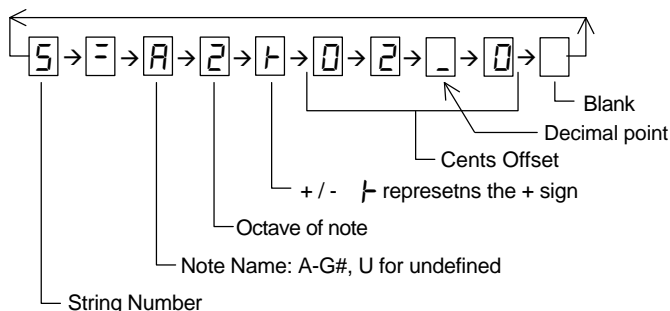 5 → = → A → 2 → ⊦ → 0 → 2 → _ → 0 →
Blank
Decimal point
Cents Offset
+ / - ⊦ represetns the + sign
Octave of note
Note Name: A-G#, U for undefined
String Number